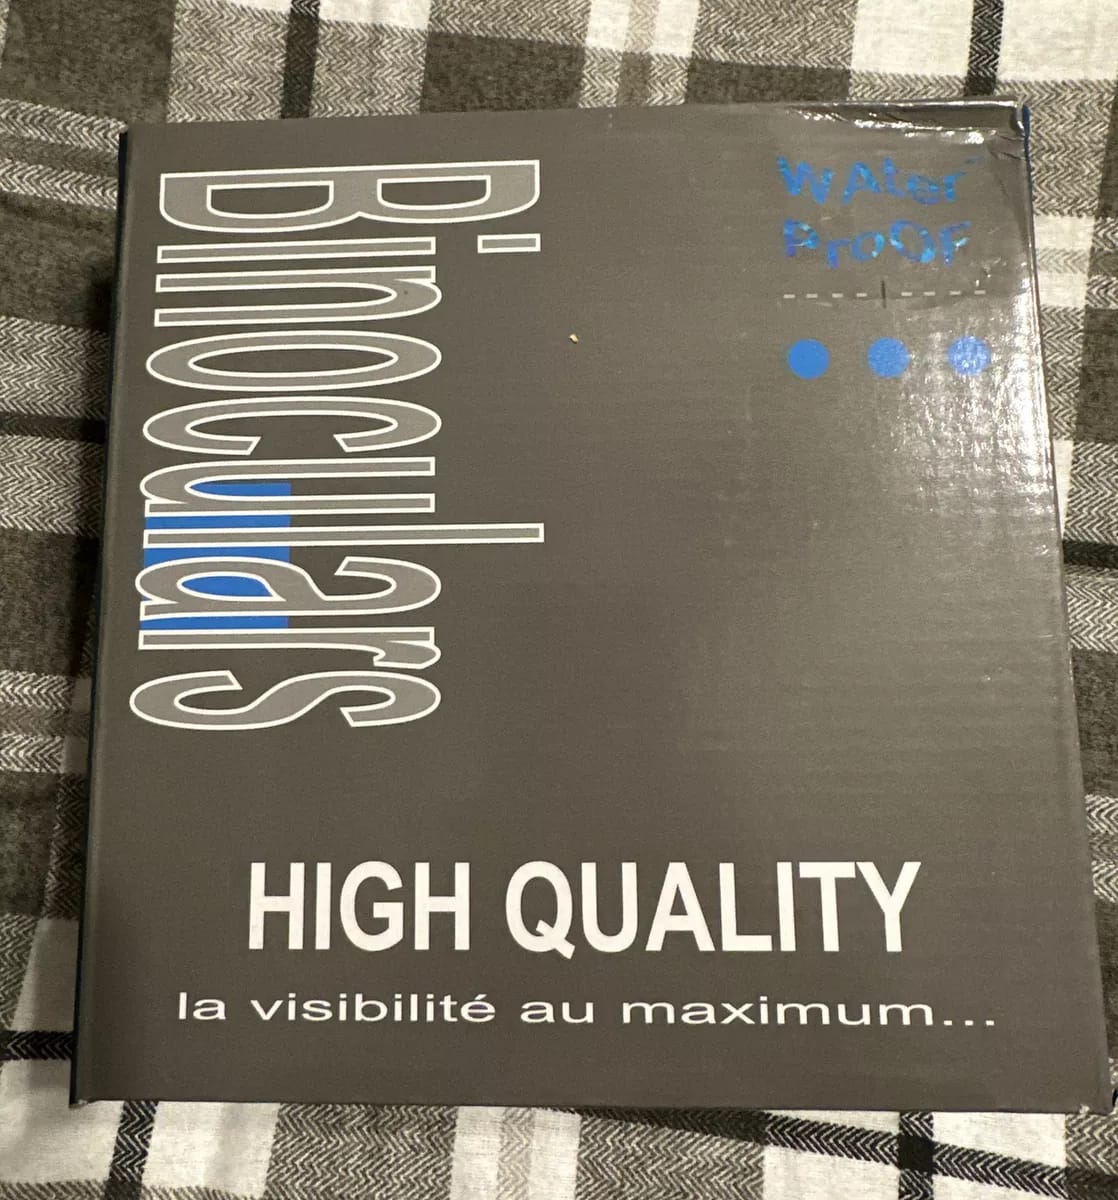 Binoculars
WAter
ProOF
HIGH QUALITY
la visibilité au maximum...